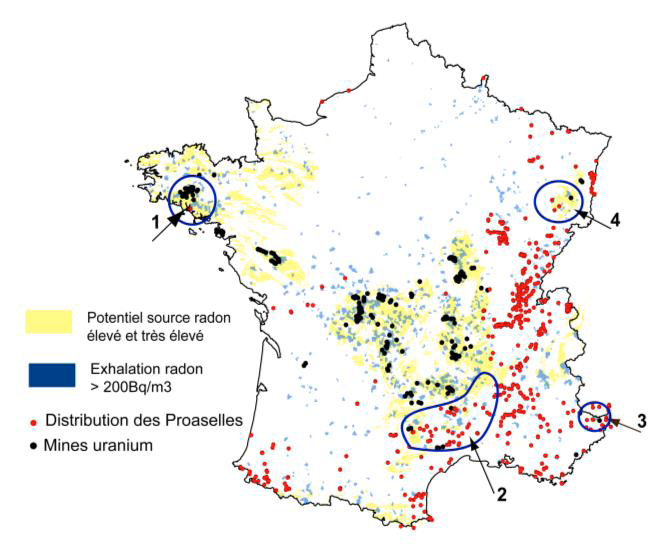 1
4
Potentiel source radon
élevé et très élevé
Exhalation radon
> 200Bq/m3
Distribution des Proaselles
Mines uranium
3
2